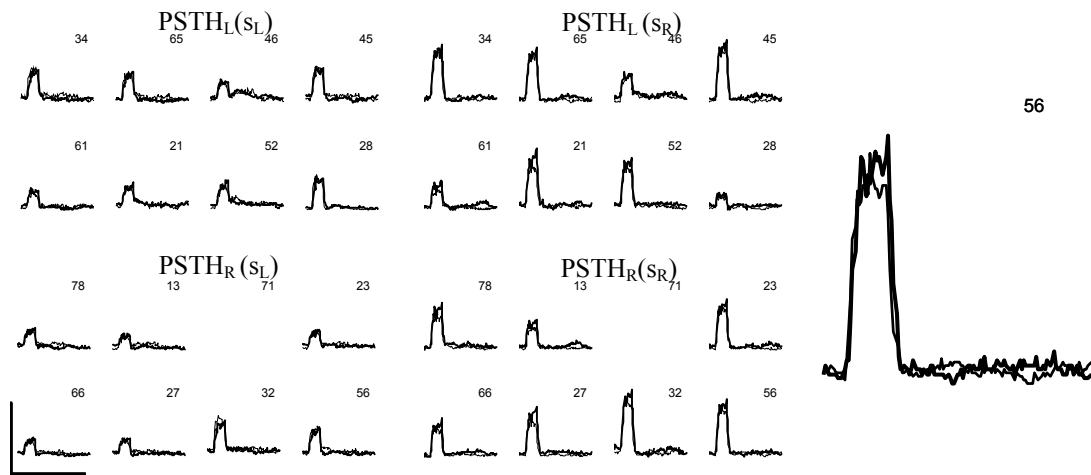 PSTH_L(s_L) PSTH_L(s_R)
34 65 46 45 34 65 46 45
56
61 21 52 28 61 21 52 28
PSTH_R(s_L) PSTH_R(s_R)
78 13 71 23 78 13 71 23
66 27 32 56 66 27 32 56